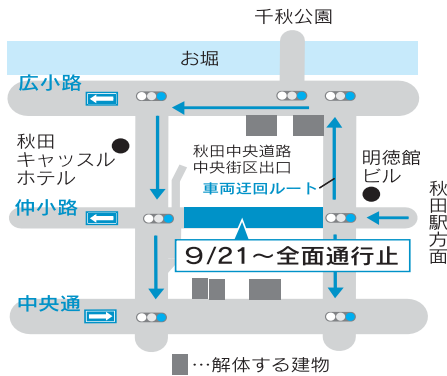 千秋公園
お堀
広小路
秋田
キャッスル
ホテル
秋田中央道路
中央街区出口
車両迂回ルート
明徳館
ビル
秋田駅方面
仲小路
9/21～全面通行止
中央通
…解体する建物